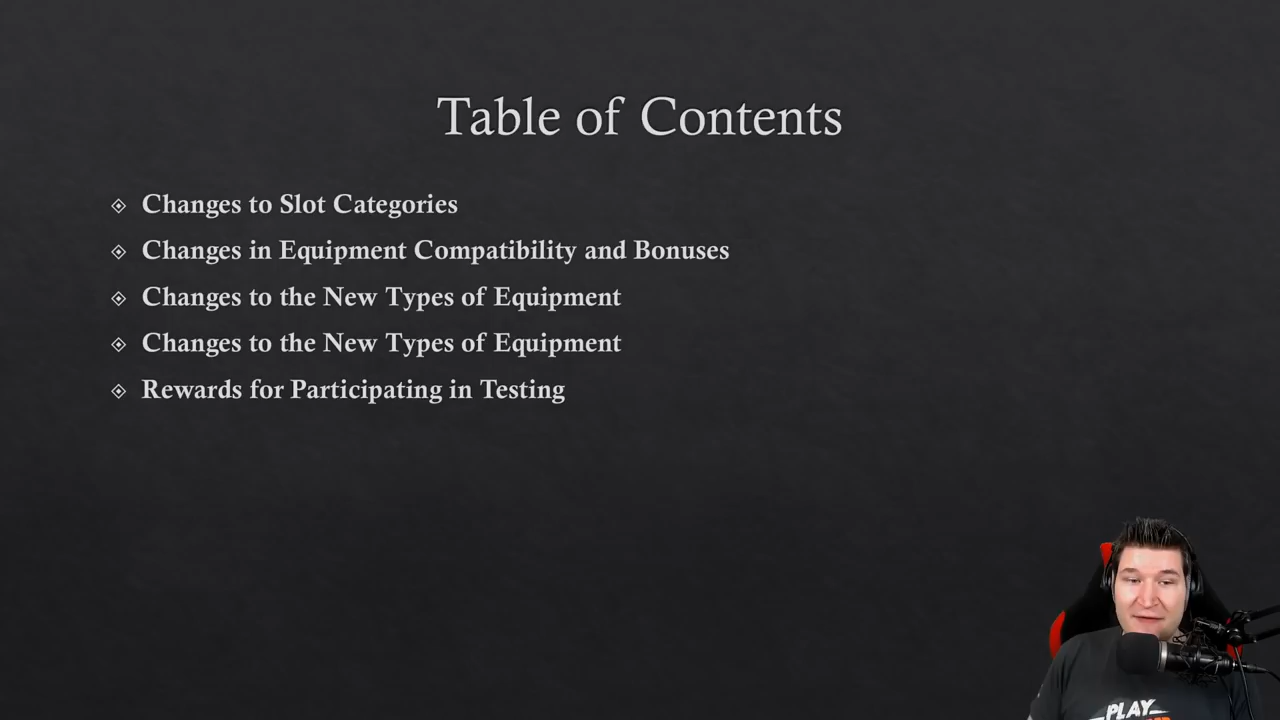 Table of Contents
Changes to Slot Categories
Changes in Equipment Compatibility and Bonuses
Changes to the New Types of Equipment
Changes to the New Types of Equipment
Rewards for Participating in Testing
PLAY